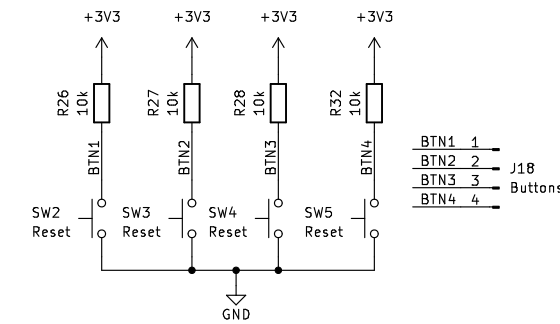 +3V3 +3V3 +3V3 +3V3
R26 10k R27 10k R28 10k R32 10k
BTN1 BTN2 BTN3 BTN4
BTN1 1
BTN2 2
BTN3 3
BTN4 4
J18
Buttons
SW2 SW3 SW4 SW5
Reset Reset Reset Reset
GND